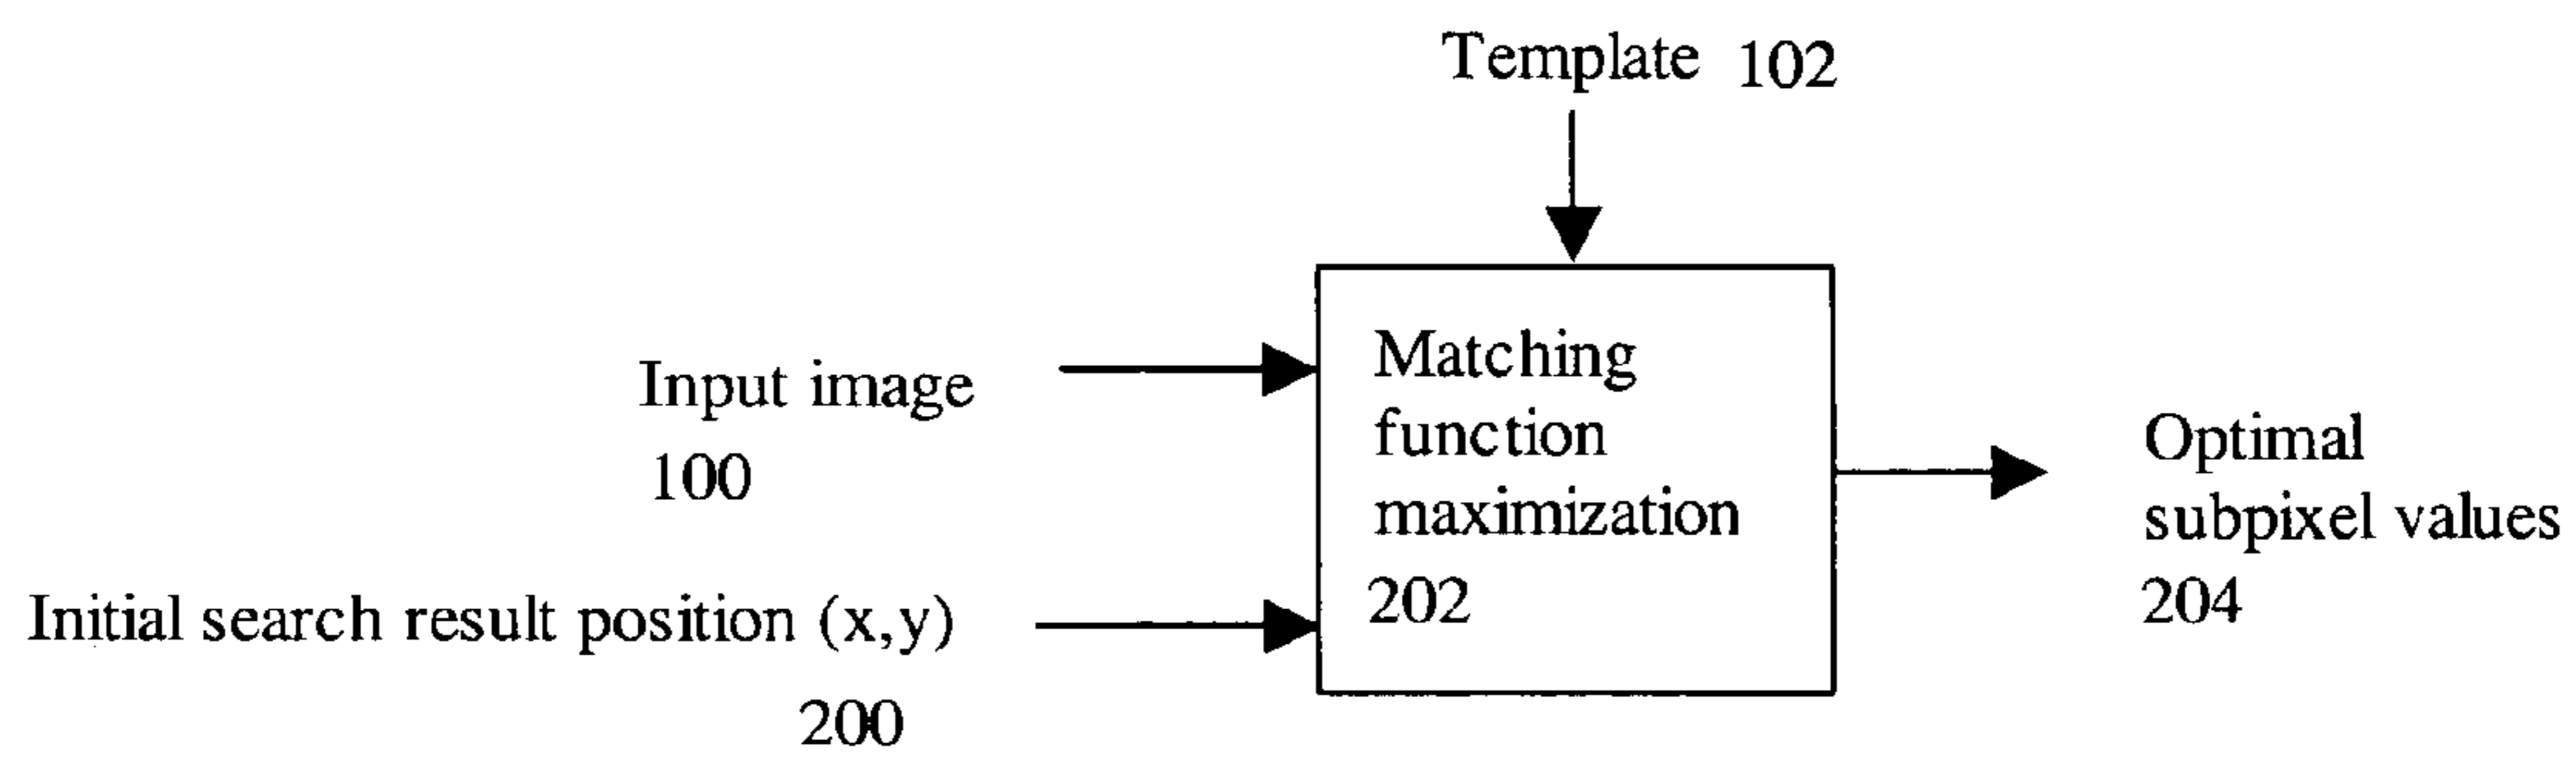 Template 102
Input image
100
Initial search result position (x,y)
200
Matching
function
maximization
202
Optimal
subpixel values
204